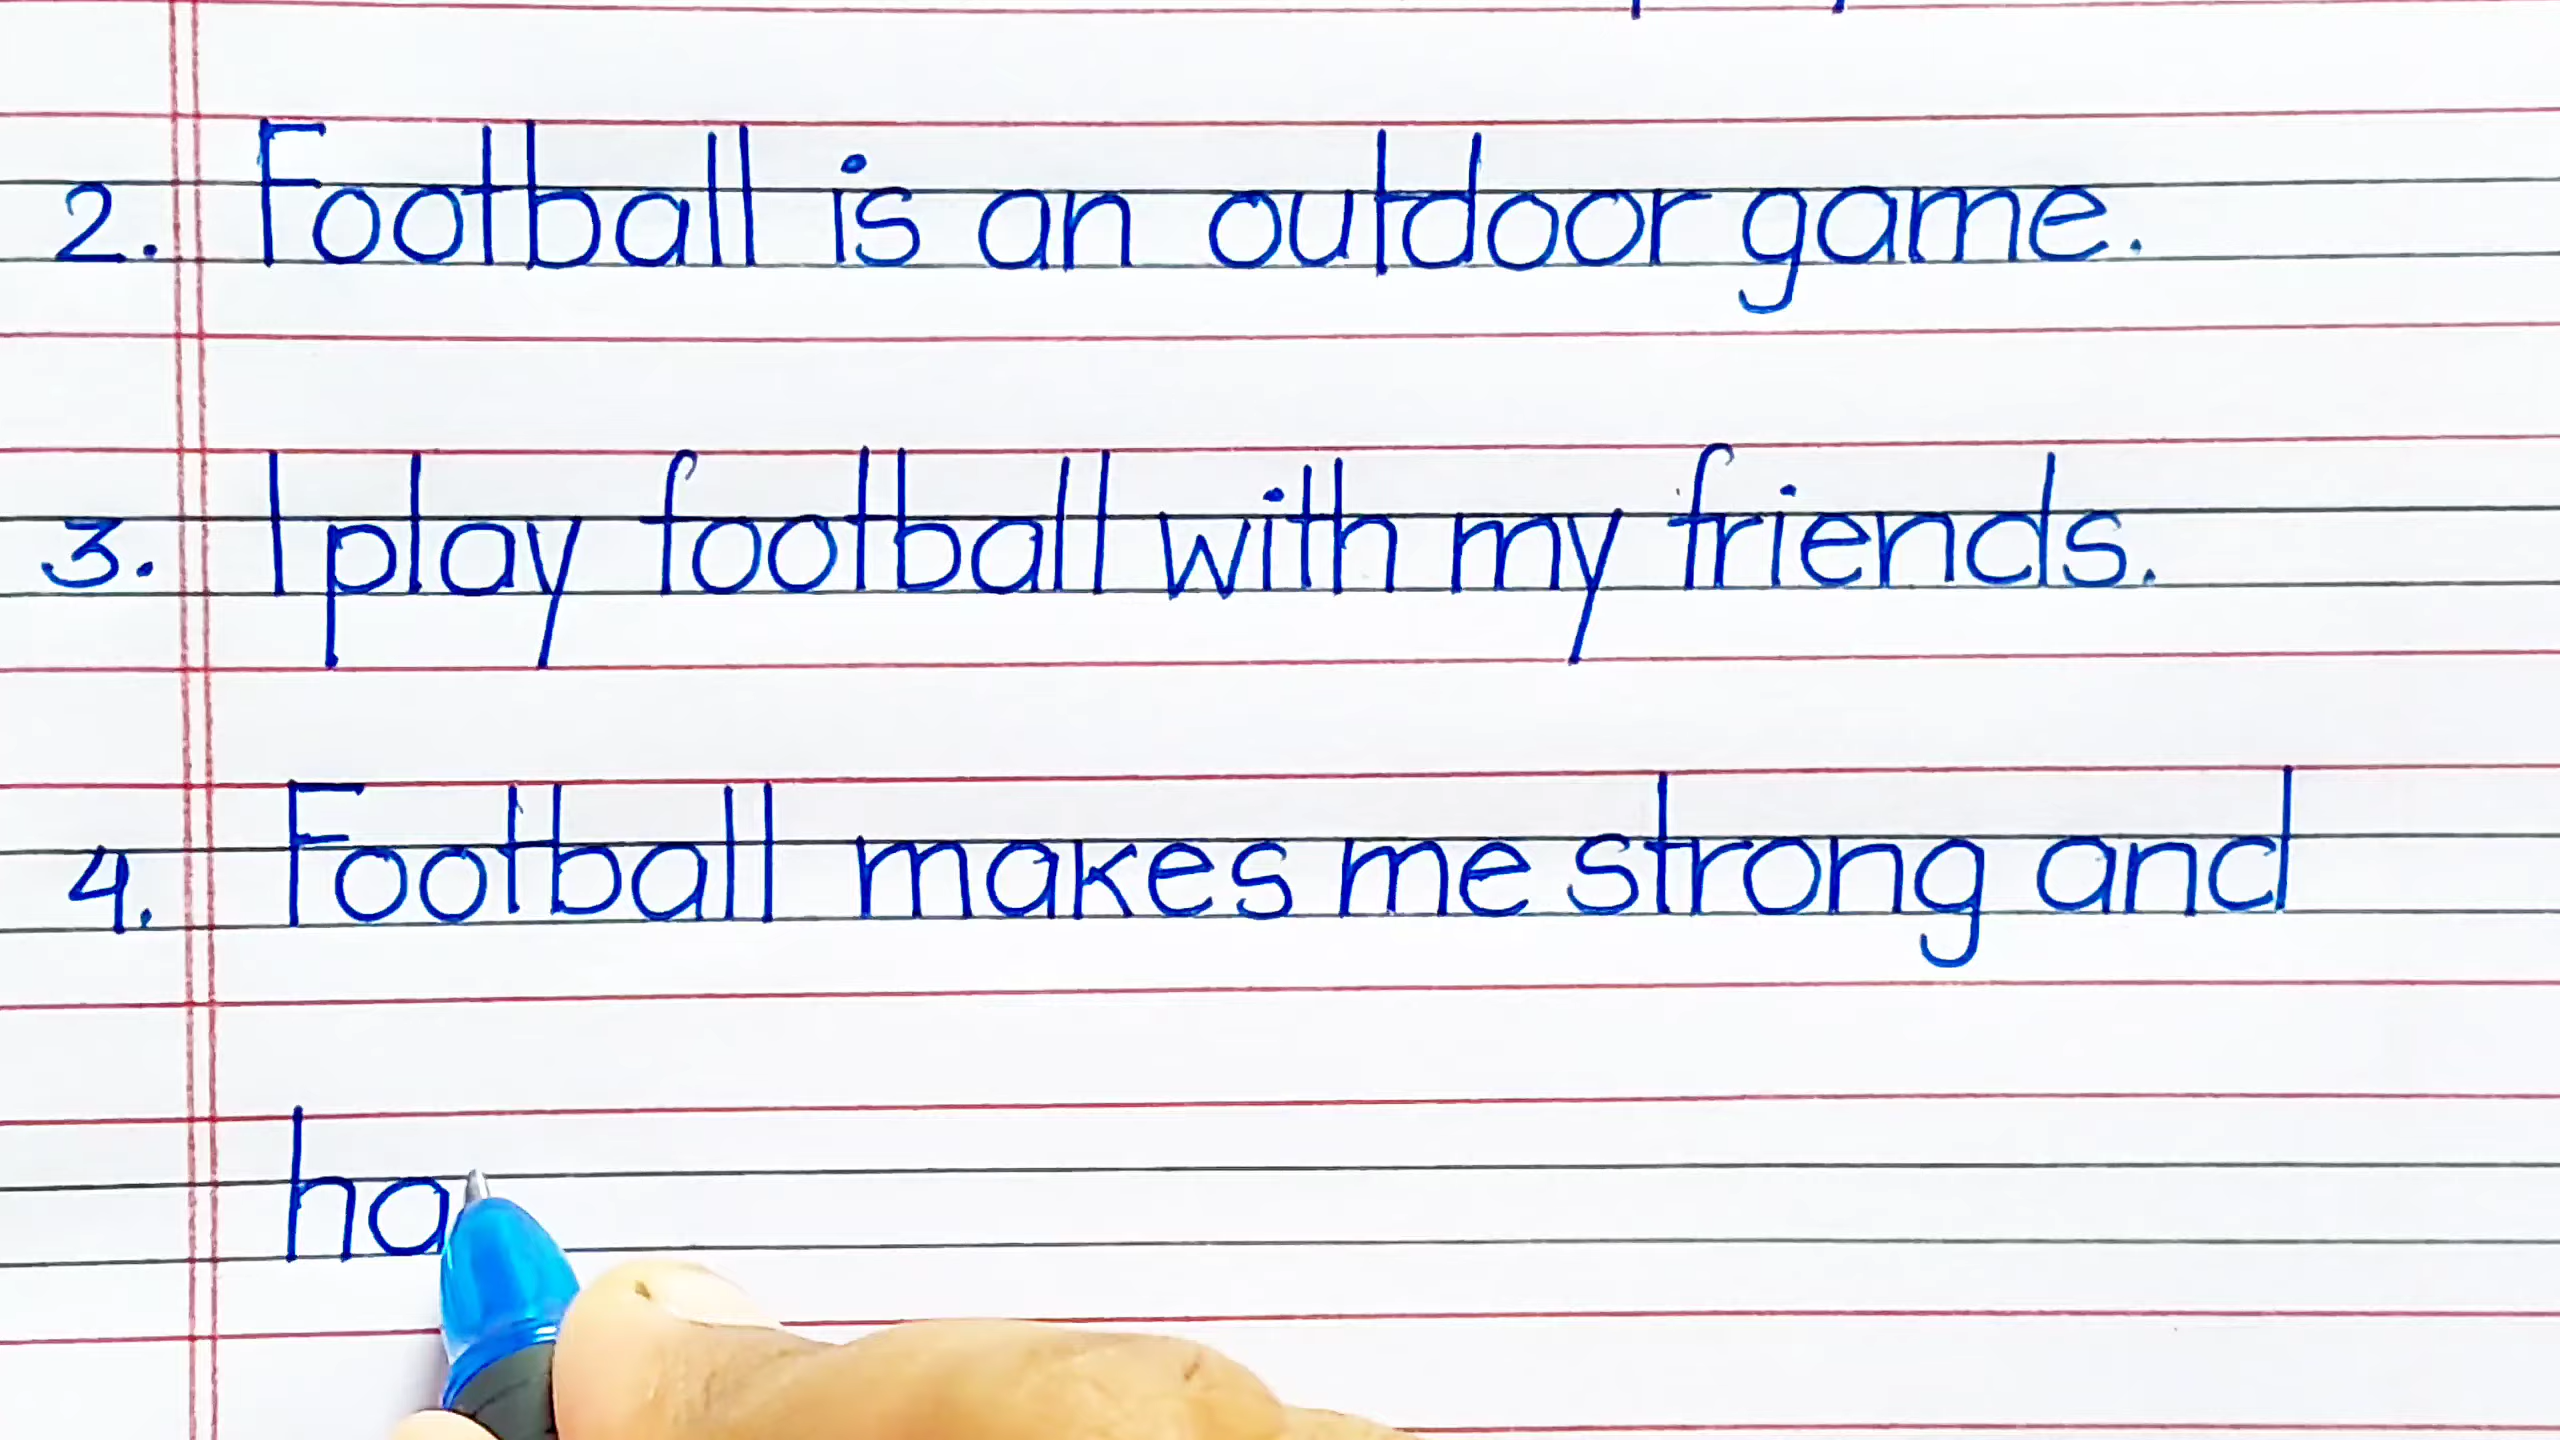 2. Football is an outdoor game.
3. I play football with my friends.
4. Football makes me strong and
ha